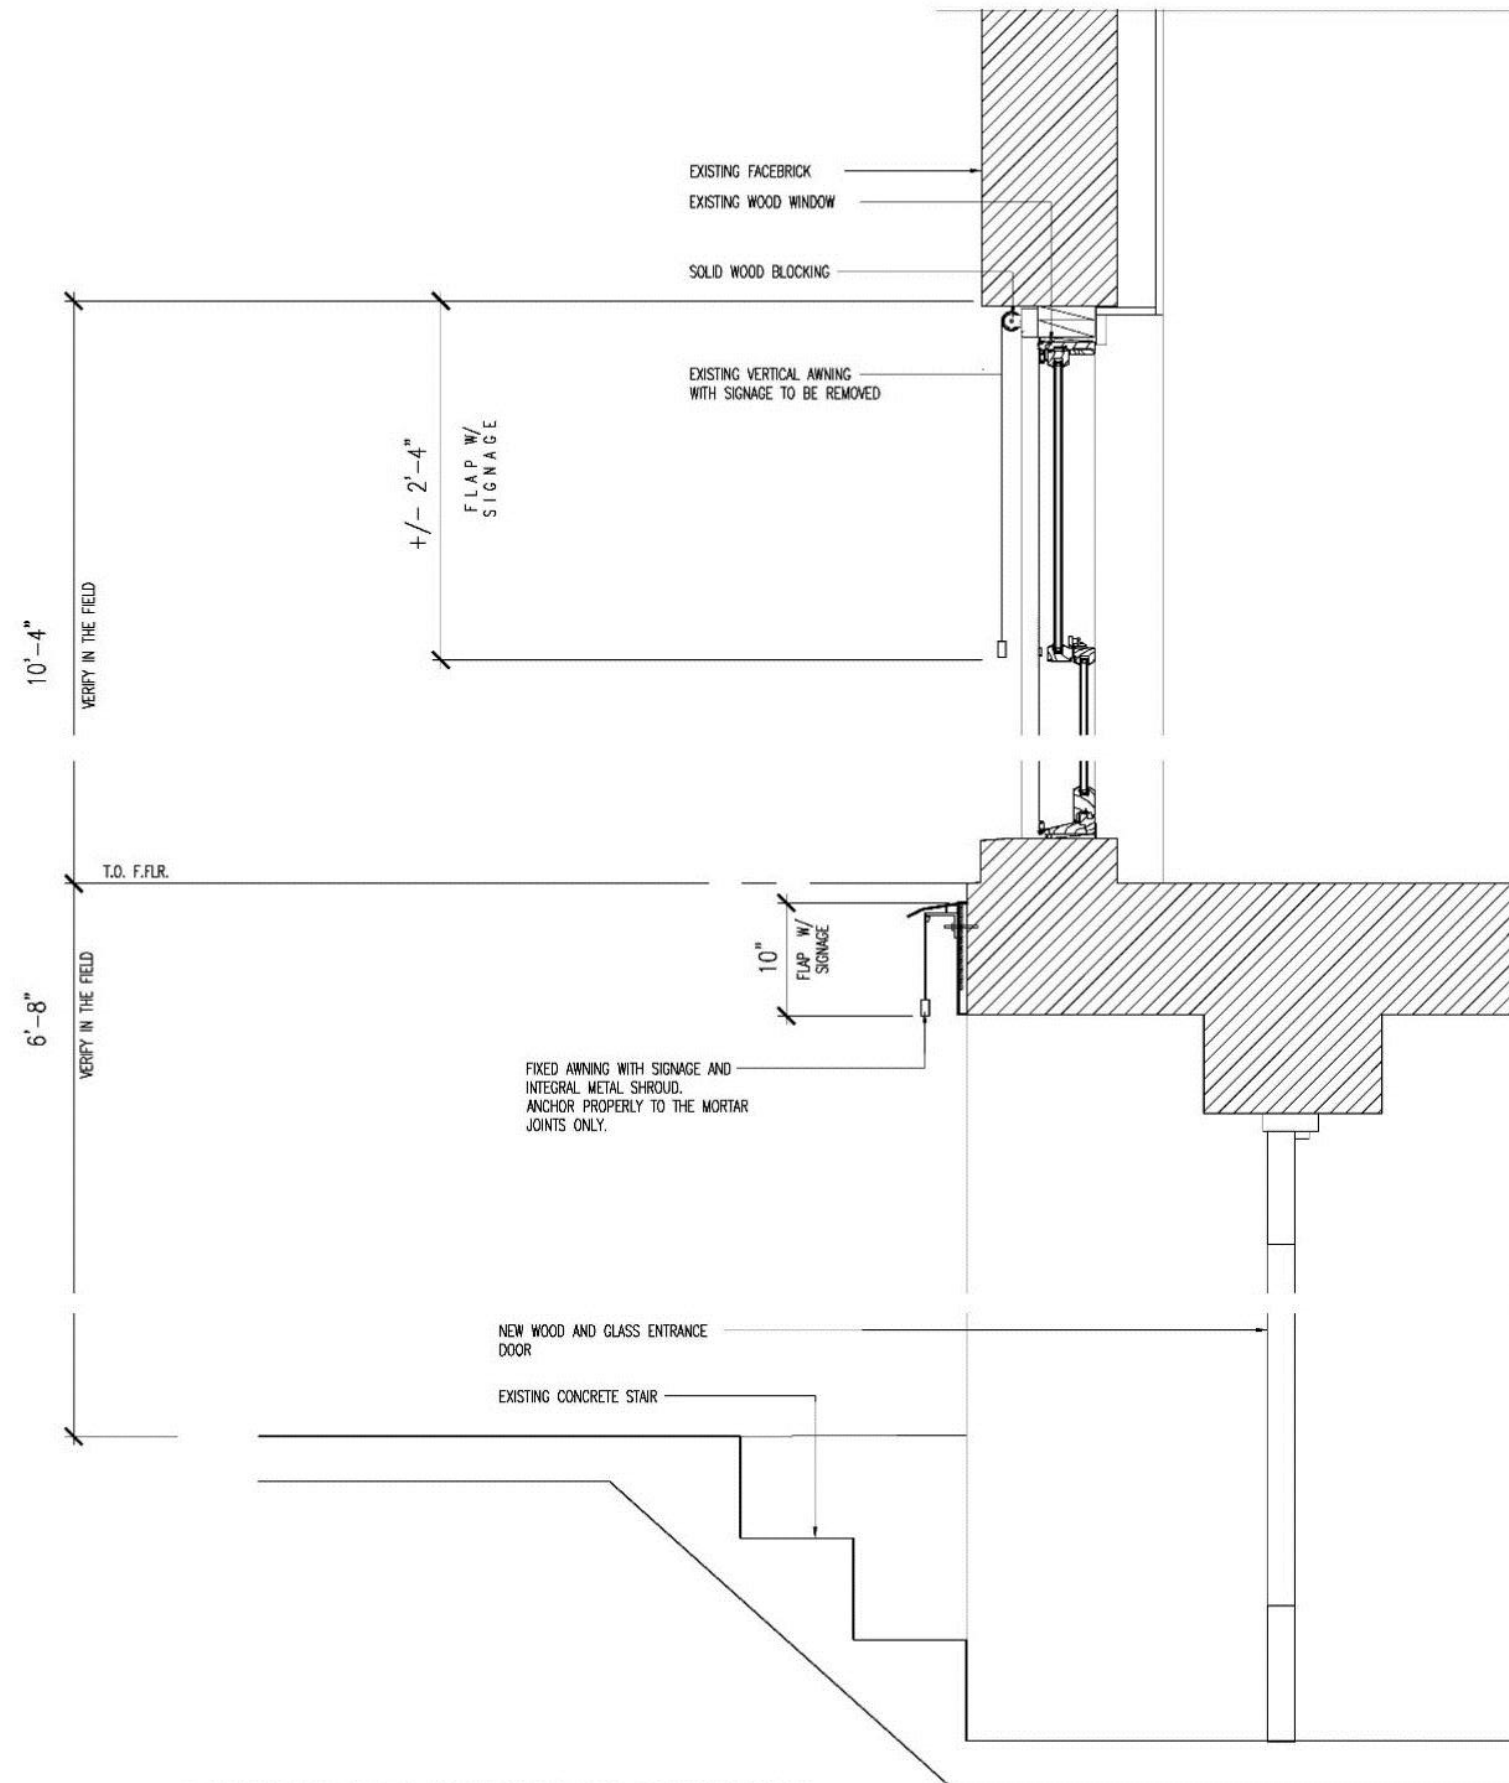 EXISTING FACEBRICK
EXISTING WOOD WINDOW
SOLID WOOD BLOCKING
EXISTING VERTICAL AWNING
WITH SIGNAGE TO BE REMOVED
+/- 2'-4"
FLAP W/
SIGNAGE
10'-4"
VERIFY IN THE FIELD
T.O. F.FLR.
10"
FLAP W/
SIGNAGE
6'-8"
VERIFY IN THE FIELD
FIXED AWNING WITH SIGNAGE AND
INTEGRAL METAL SHROUD.
ANCHOR PROPERLY TO THE MORTAR
JOINTS ONLY.
NEW WOOD AND GLASS ENTRANCE
DOOR
EXISTING CONCRETE STAIR